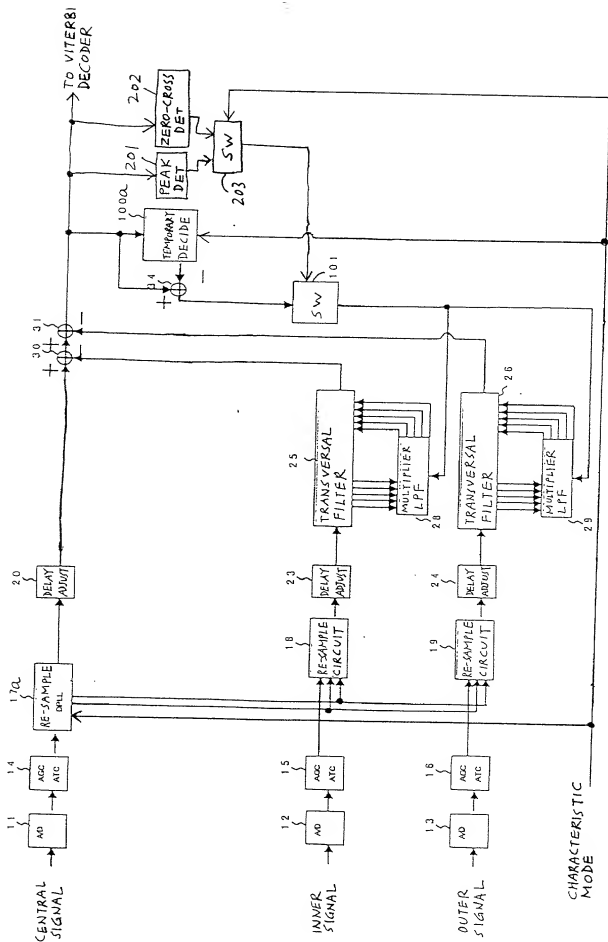 CENTRAL
SIGNAL
11
A/D
14
AGC
ATC
17a
RE-SAMPLE
DPLL
20
DELAY
ADJUST
30
31
+
+
−
−
TO VITERBI
DECODER
34
+
−
100a
TEMPORARY
DECIDE
201
PEAK
DET
202
ZERO-CROSS
DET
SW
203
SW
101
INNER
SIGNAL
12
A/D
15
AGC
ATC
18
RE-SAMPLE
CIRCUIT
23
DELAY
ADJUST
25
TRANSVERSAL
FILTER
MULTIPLIER
LPF
28
OUTER
SIGNAL
13
A/D
16
AGC
ATC
19
RE-SAMPLE
CIRCUIT
24
DELAY
ADJUST
26
TRANSVERSAL
FILTER
MULTIPLIER
LPF
29
CHARACTERISTIC
MODE